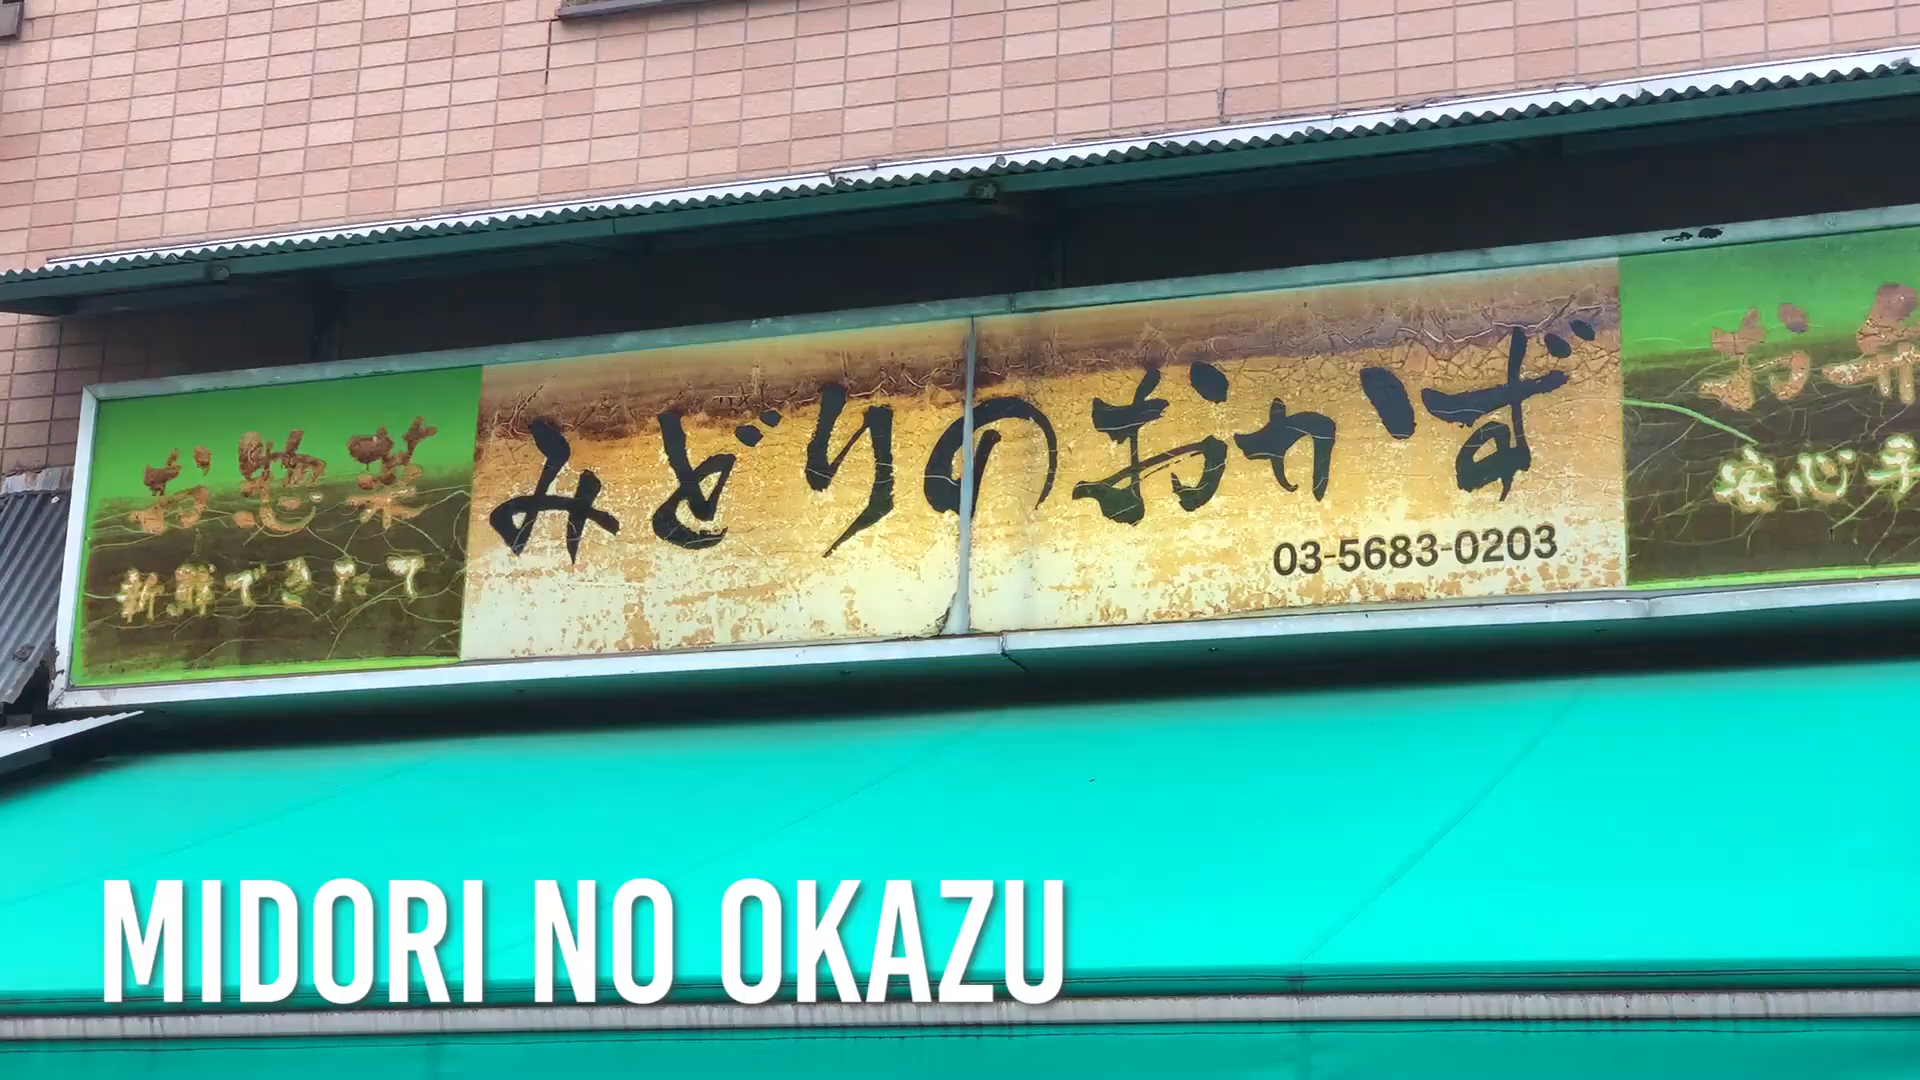 お惣菜
新鮮できたて
みどりのおかず
03-5683-0203
お
安心
MIDORI NO OKAZU